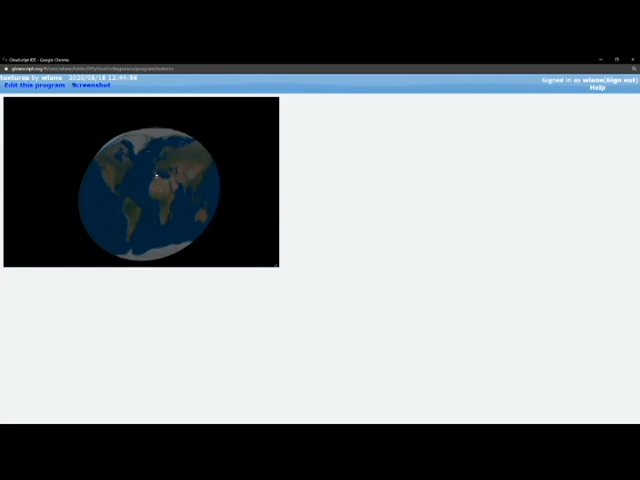 GlowScript IDE - Google Chrome
textures by wlane 2020/08/18 12:44:36
Signed in as wlane(Sign out)
Edit this program Screenshot
Help